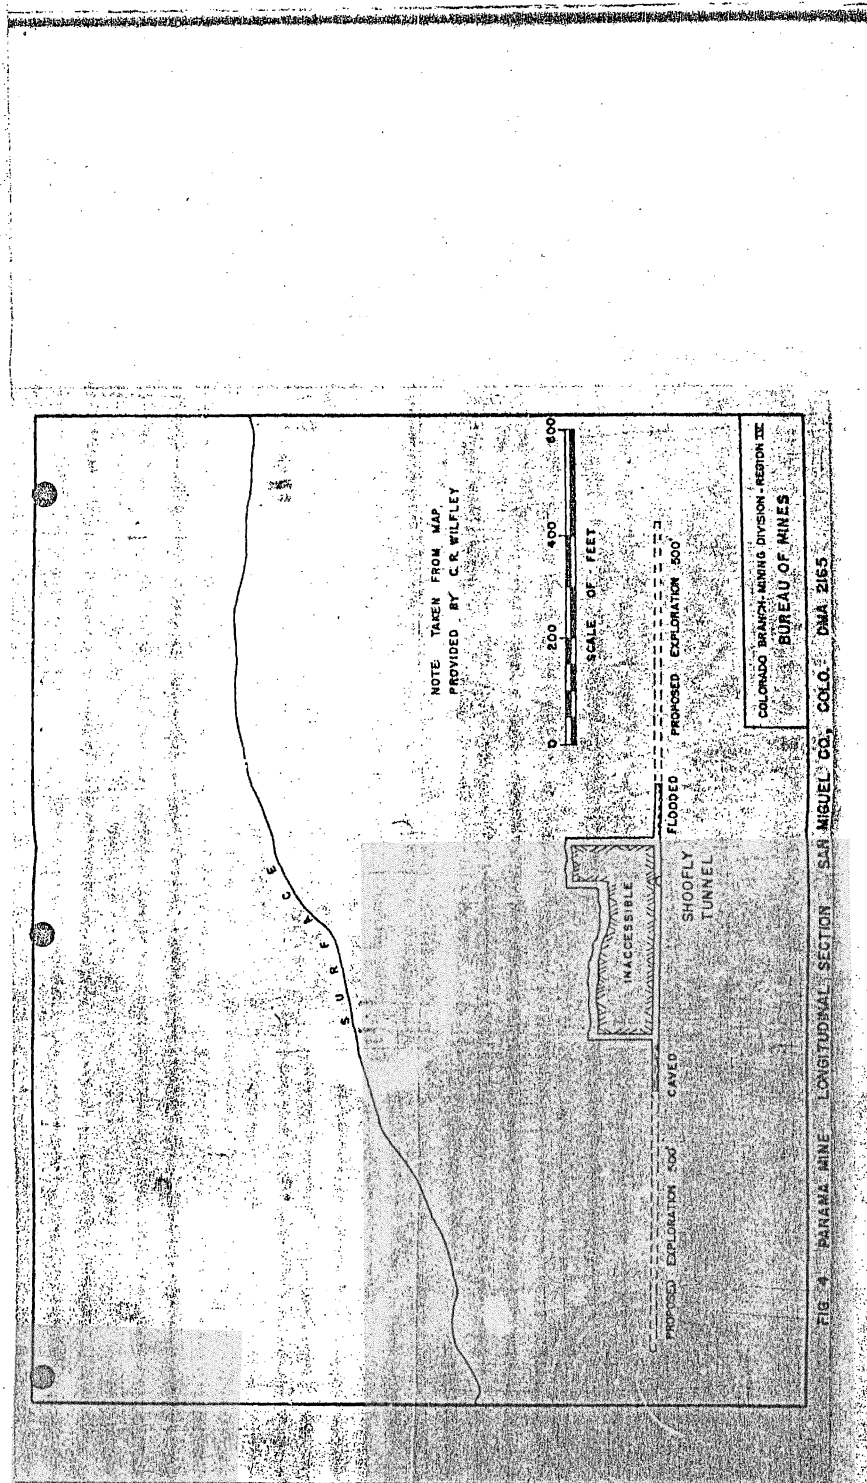 S U R F A C E
NOTE: TAKEN FROM MAP
PROVIDED BY C.R. WILFLEY
0 200 400 600
SCALE OF FEET
INACCESSIBLE
PROPOSED EXPLORATION 500'
CAVED
FLOODED
PROPOSED EXPLORATION 500'
SHOOFLY
TUNNEL
COLORADO BRANCH-MINING DIVISION-REGION IV
BUREAU OF MINES
FIG. 4 PANAMA MINE LONGITUDINAL SECTION SAN MIGUEL CO., COLO. DMA 2165